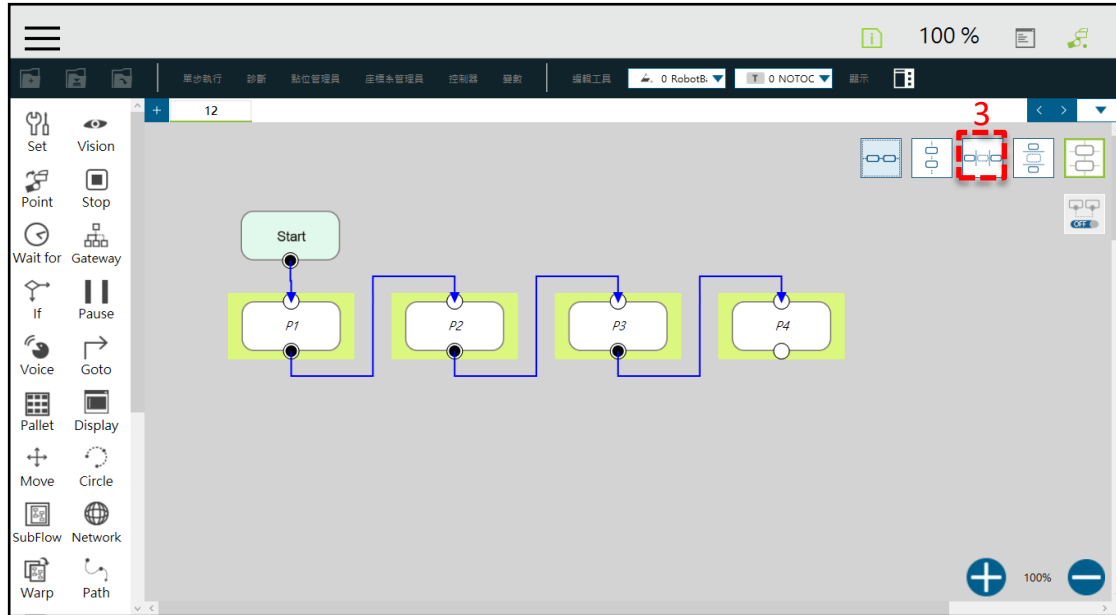 100 %
單步執行 診斷 點位管理員 座標系管理員 控制器 變數 編輯工具 0 RobotB: T 0 NOTOC 顯示
+ 12 < >
3
Set Vision
Point Stop
Wait for Gateway
If Pause
Voice Goto
Pallet Display
Move Circle
SubFlow Network
Warp Path
OFF
Start
P1 P2 P3 P4
100%